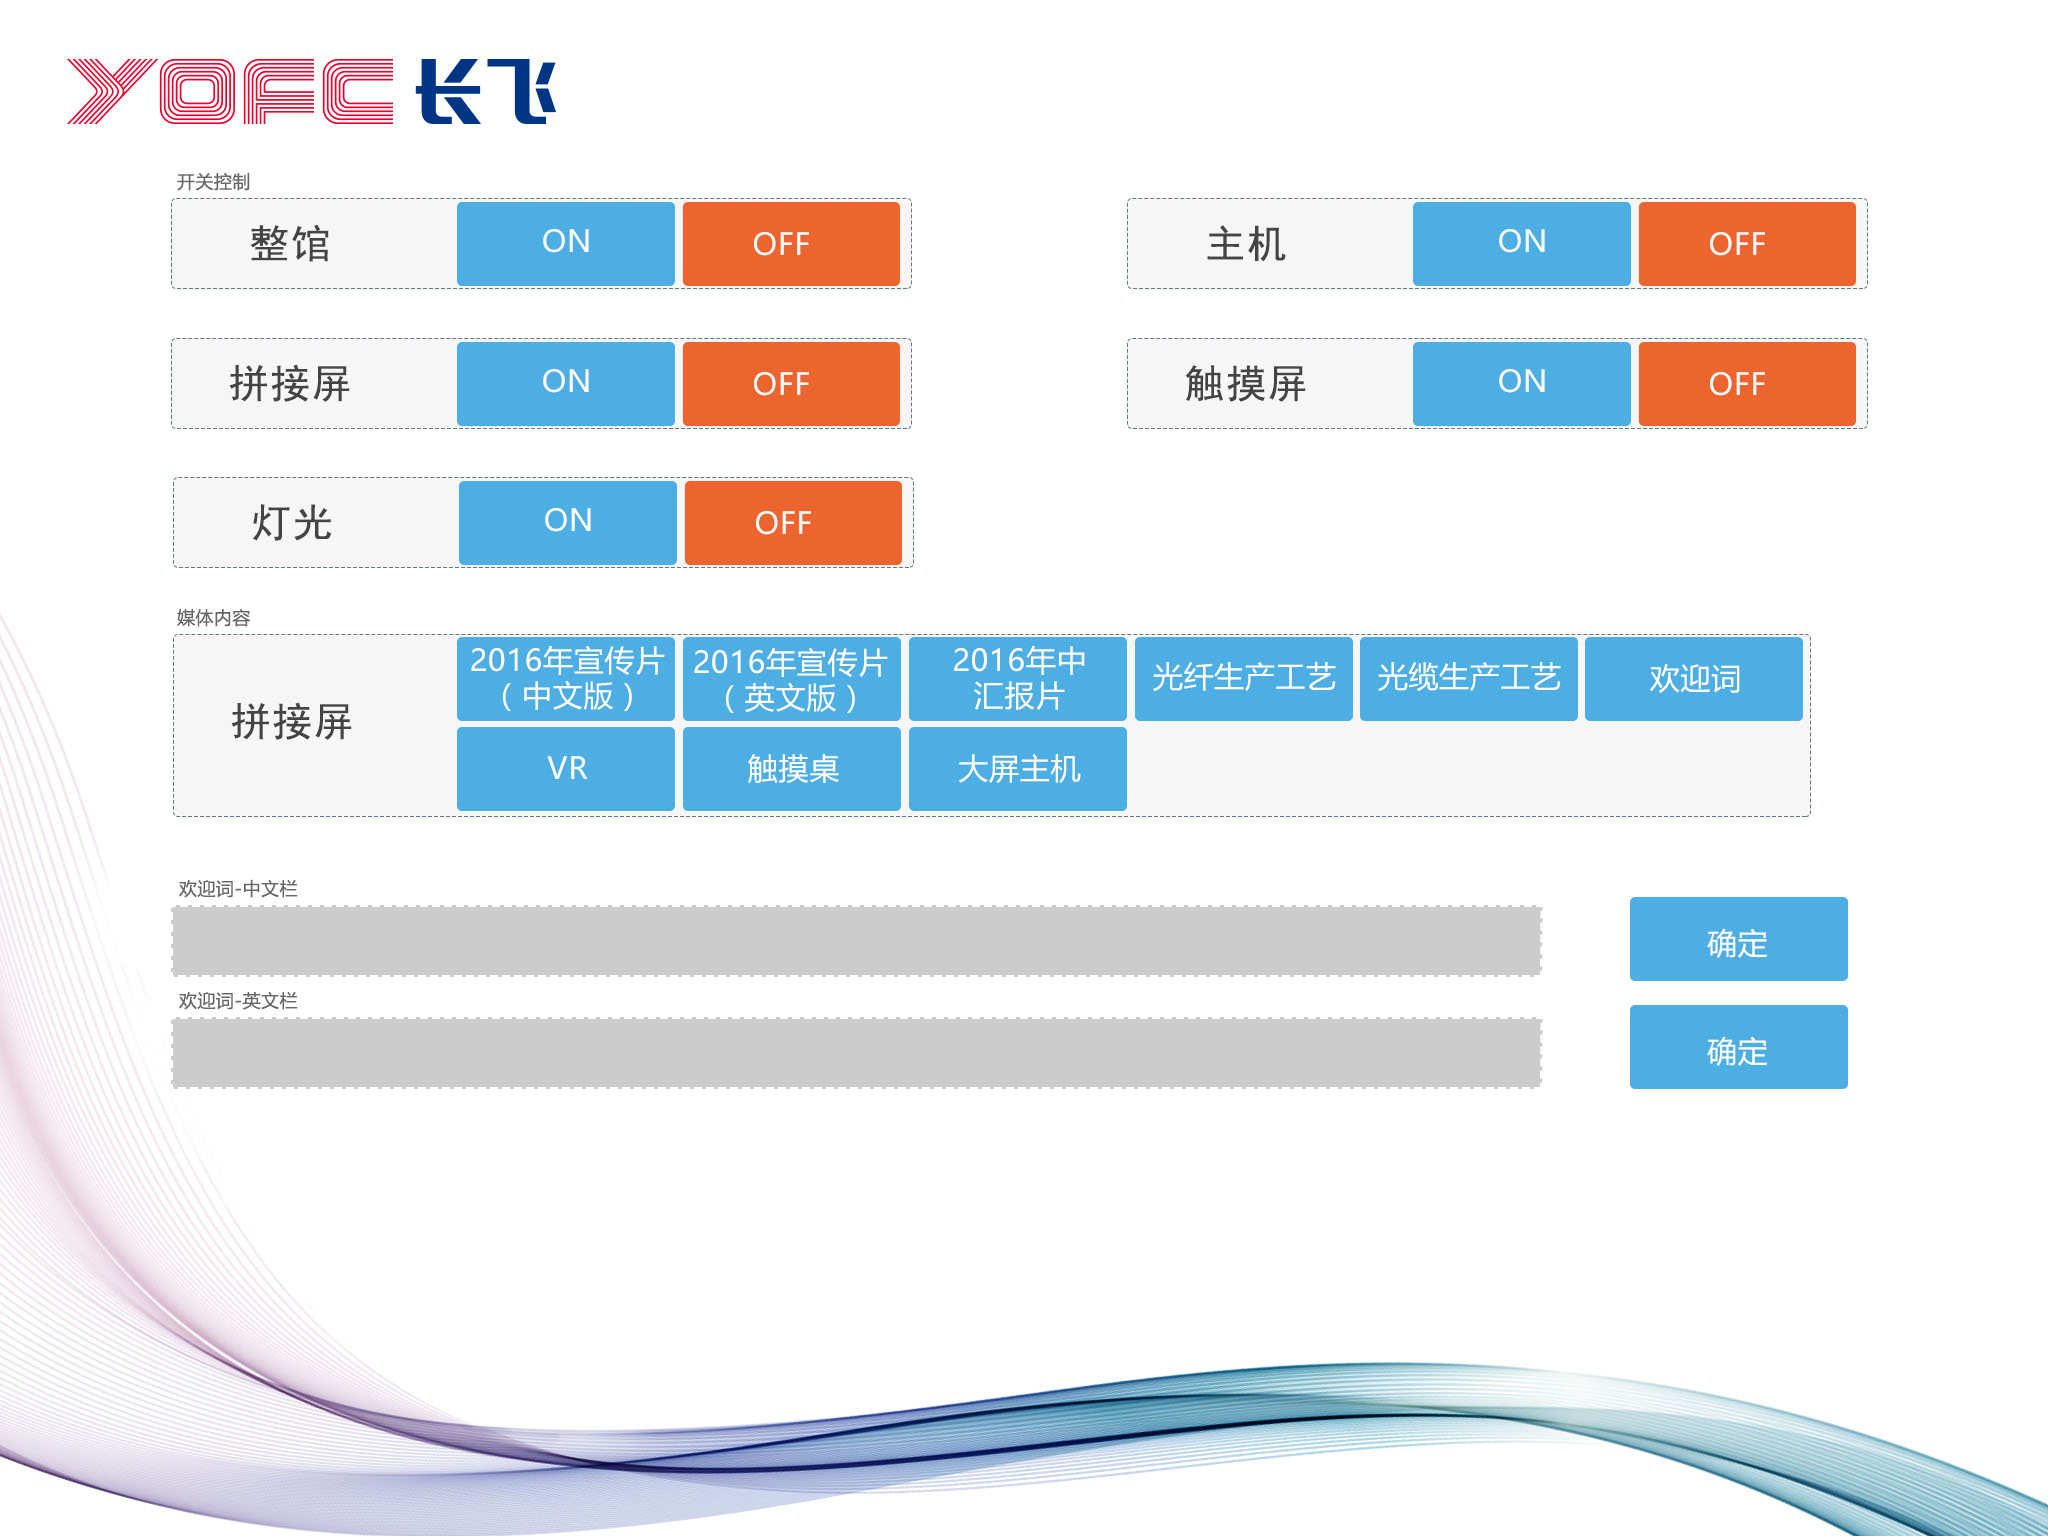 YOFC 长飞
开关控制
整馆 ON OFF
主机 ON OFF
拼接屏 ON OFF
触摸屏 ON OFF
灯光 ON OFF
媒体内容
拼接屏
2016年宣传片
（中文版）
2016年宣传片
（英文版）
2016年中
汇报片
光纤生产工艺
光缆生产工艺
欢迎词
VR
触摸桌
大屏主机
欢迎词-中文栏
确定
欢迎词-英文栏
确定